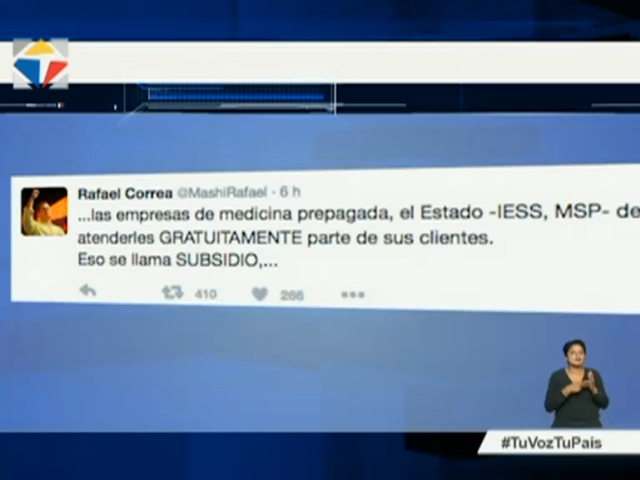 Rafael Correa @MashiRafael · 6 h
...las empresas de medicina prepagada, el Estado -IESS, MSP- de
atenderles GRATUITAMENTE parte de sus clientes.
Eso se llama SUBSIDIO,...
410 266
#TuVozTuPaís